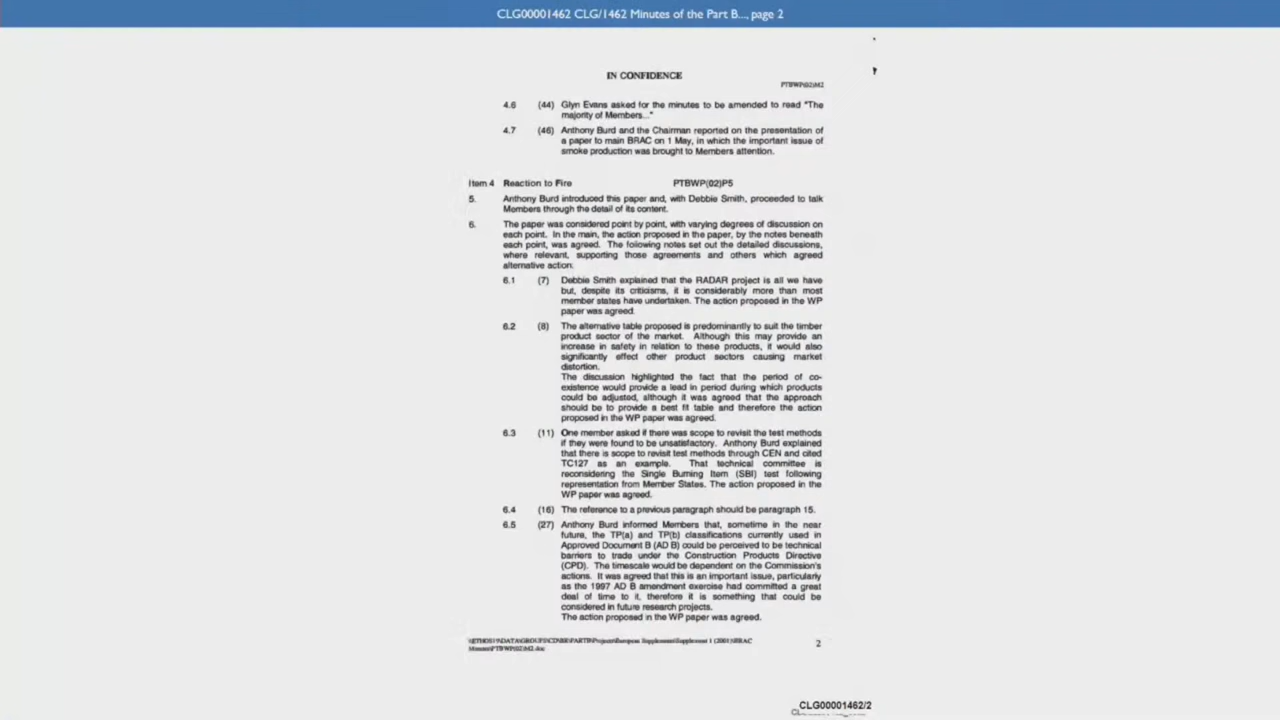 CLG00001462 CLG/1462 Minutes of the Part B..., page 2
IN CONFIDENCE
PTBWP(02)M2
4.6 (44) Glyn Evans asked for the minutes to be amended to read "The
majority of Members..."
4.7 (46) Anthony Burd and the Chairman reported on the presentation of
a paper to main BRAC on 1 May, in which the important issue of
smoke production was brought to Members attention.
Item 4 Reaction to Fire PTBWP(02)P5
5. Anthony Burd introduced this paper and, with Debbie Smith, proceeded to talk
Members through the detail of its content.
6. The paper was considered point by point, with varying degrees of discussion on
each point. In the main, the action proposed in the paper, by the notes beneath
each point, was agreed. The following notes set out the detailed discussions,
where relevant, supporting those agreements and others which agreed
alternative action.
6.1 (7) Debbie Smith explained that the RADAR project is all we have
but, despite its criticisms, it is considerably more than most
member states have undertaken. The action proposed in the WP
paper was agreed.
6.2 (8) The alternative table proposed is predominantly to suit the timber
product sector of the market. Although this may provide an
increase in safety in relation to these products, it would also
significantly effect other product sectors causing market
distortion.
The discussion highlighted the fact that the period of co-
existence would provide a lead in period during which products
could be adjusted, although it was agreed that the approach
should be to provide a best fit table and therefore the action
proposed in the WP paper was agreed.
6.3 (11) One member asked if there was scope to revisit the test methods
if they were found to be unsatisfactory. Anthony Burd explained
that there is scope to revisit test methods through CEN and cited
TC127 as an example. That technical committee is
reconsidering the Single Burning Item (SBI) test following
representation from Member States. The action proposed in the
WP paper was agreed.
6.4 (16) The reference to a previous paragraph should be paragraph 15.
6.5 (27) Anthony Burd informed Members that, sometime in the near
future, the TP(a) and TP(b) classifications currently used in
Approved Document B (AD B) could be perceived to be technical
barriers to trade under the Construction Products Directive
(CPD). The timescale would be dependent on the Commission's
actions. It was agreed that this is an important issue, particularly
as the 1997 AD B amendment exercise had committed a great
deal of time to it, therefore it is something that could be
considered in future research projects.
The action proposed in the WP paper was agreed.
2
CLG00001462/2